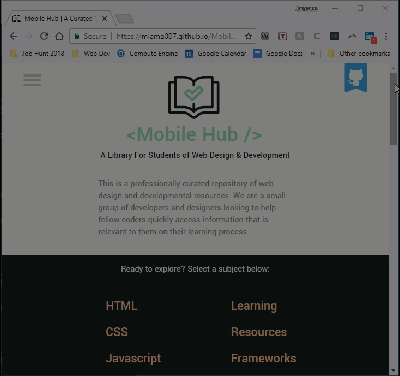 Mobile Hub | A Curated
Secure | https://mlamb007.github.io/Mobil...
Job Hunt 2018 Web Dev Compute Engine Google Calendar Google Docs » Other bookmarks
<Mobile Hub />
A Library For Students of Web Design & Development
This is a professionally curated repository of web
design and developmental resources. We are a small
group of developers and designers looking to help
fellow coders quickly access information that is
relevant to them on their learning process.
Ready to explore? Select a subject below:
HTML Learning
CSS Resources
Javascript Frameworks